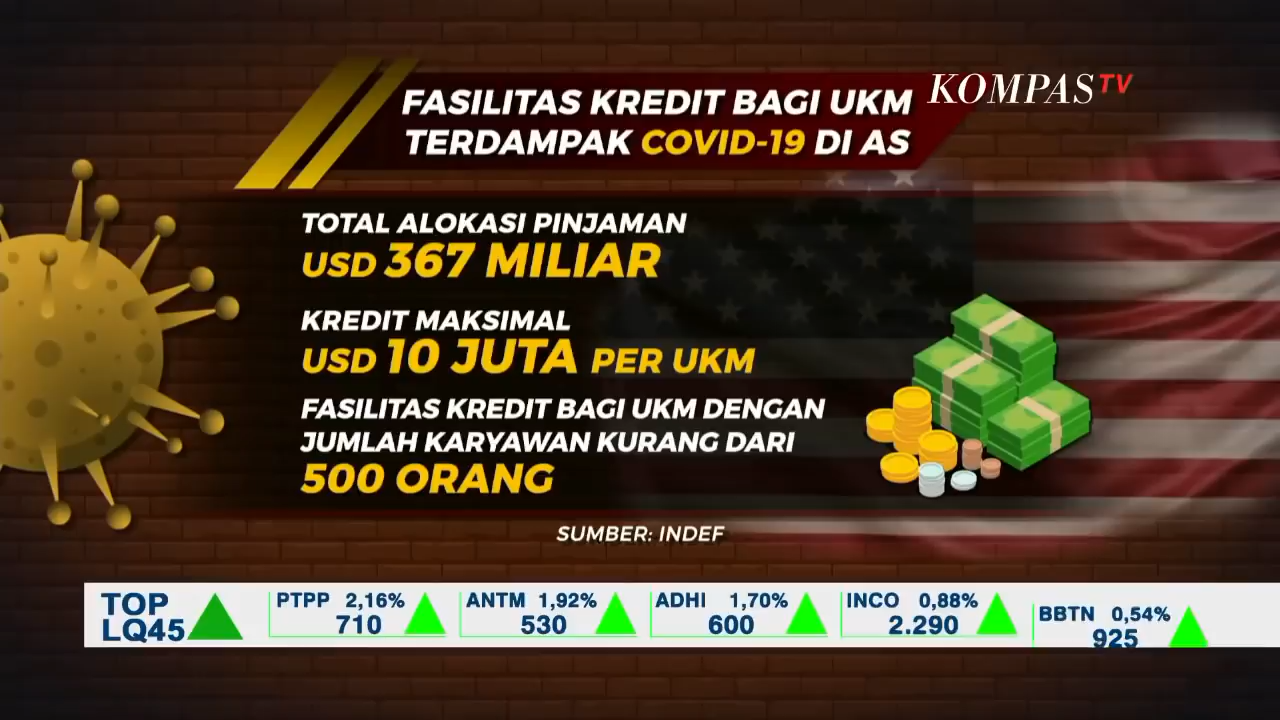 FASILITAS KREDIT BAGI UKM
TERDAMPAK COVID-19 DI AS
KOMPASTV
TOTAL ALOKASI PINJAMAN
USD 367 MILIAR
KREDIT MAKSIMAL
USD 10 JUTA PER UKM
FASILITAS KREDIT BAGI UKM DENGAN
JUMLAH KARYAWAN KURANG DARI
500 ORANG
SUMBER: INDEF
TOP
LQ45
PTPP 2,16%
710
ANTM 1,92%
530
ADHI 1,70%
600
INCO 0,88%
2.290
BBTN 0,54%
925